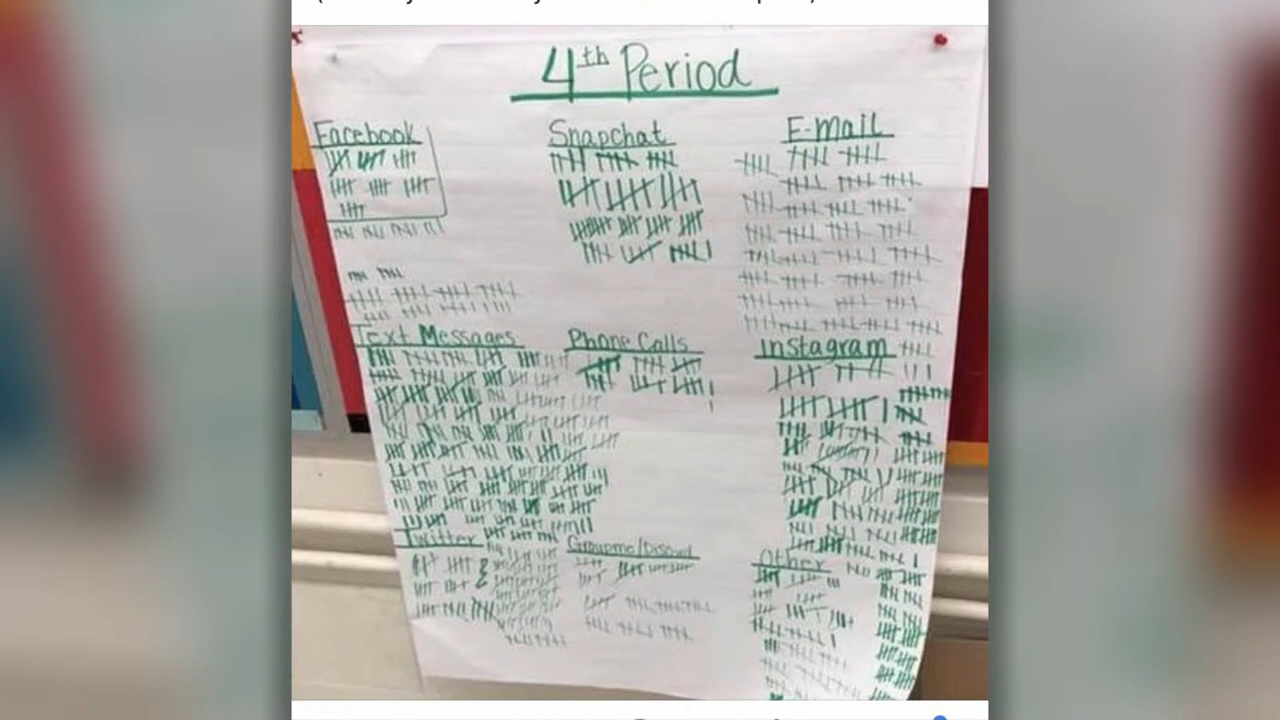 4th Period
Facebook
Snapchat
E-mail
Text Messages
Phone Calls
Instagram
Twitter
Groupme/Discord
Other